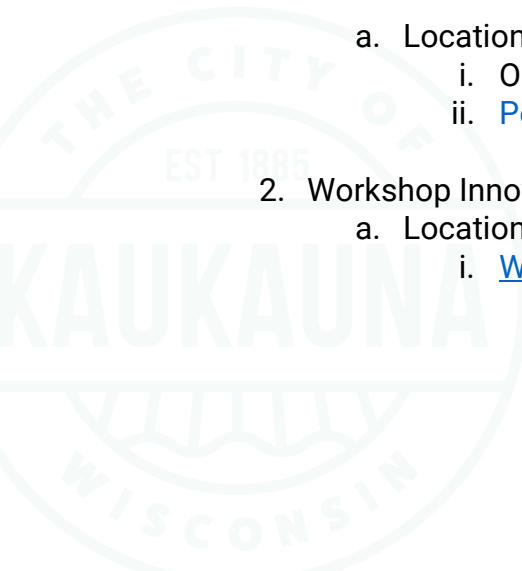 a. Location
i. O
ii. P
2. Workshop Inno
a. Location
i. W
THE CITY OF
EST 1885
KAUKAUNA
WISCONSIN